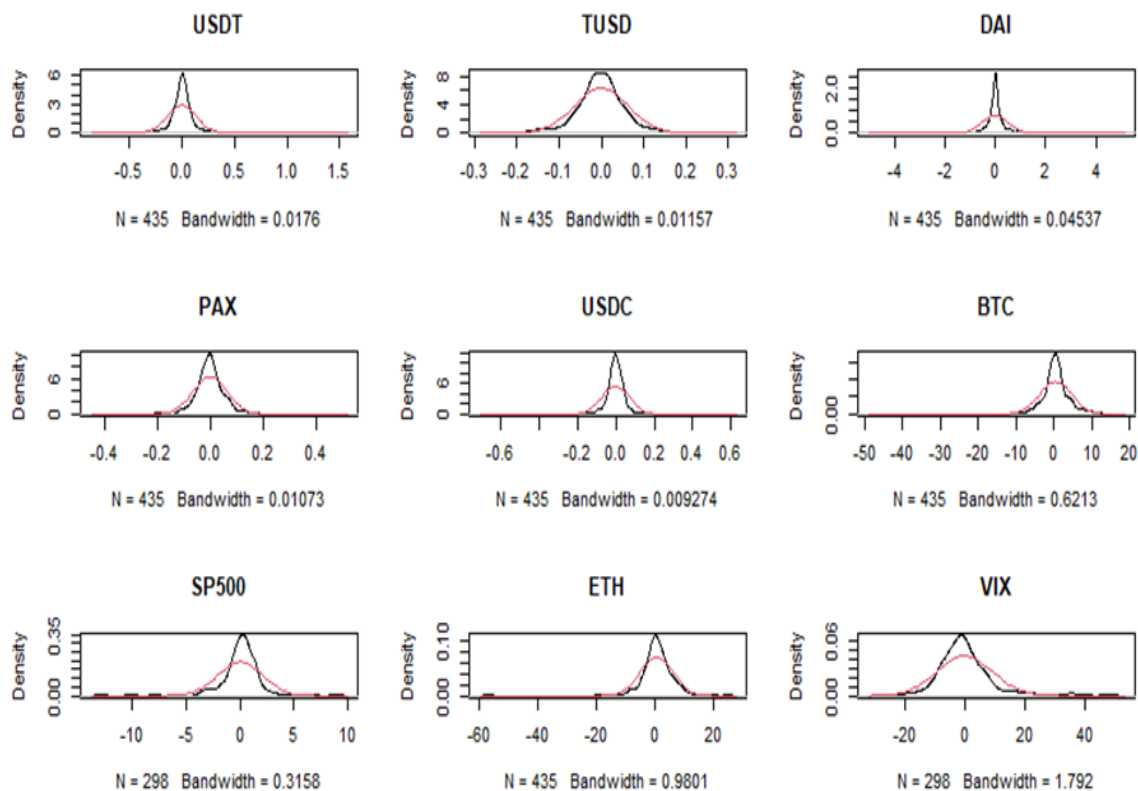 USDT
Density
0 3 6
-0.5 0.0 0.5 1.0 1.5
N = 435 Bandwidth = 0.0176
TUSD
Density
0 4 8
-0.3 -0.2 -0.1 0.0 0.1 0.2 0.3
N = 435 Bandwidth = 0.01157
DAI
Density
0.0 2.0
-4 -2 0 2 4
N = 435 Bandwidth = 0.04537
PAX
Density
0 6
-0.4 -0.2 0.0 0.2 0.4
N = 435 Bandwidth = 0.01073
USDC
Density
0 6
-0.6 -0.2 0.0 0.2 0.4 0.6
N = 435 Bandwidth = 0.009274
BTC
Density
0.00
-50 -40 -30 -20 -10 0 10 20
N = 435 Bandwidth = 0.6213
SP500
Density
0.00 0.35
-10 -5 0 5 10
N = 298 Bandwidth = 0.3158
ETH
Density
0.00 0.10
-60 -40 -20 0 20
N = 435 Bandwidth = 0.9801
VIX
Density
0.00 0.06
-20 0 20 40
N = 298 Bandwidth = 1.792